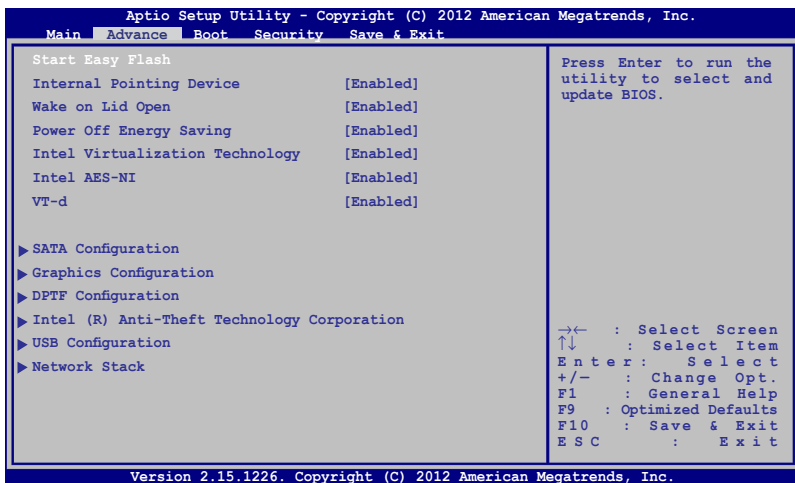 Aptio Setup Utility - Copyright (C) 2012 American Megatrends, Inc.
Main Advance Boot Security Save & Exit
Start Easy Flash
Internal Pointing Device [Enabled]
Wake on Lid Open [Enabled]
Power Off Energy Saving [Enabled]
Intel Virtualization Technology [Enabled]
Intel AES-NI [Enabled]
VT-d [Enabled]
SATA Configuration
Graphics Configuration
DPTF Configuration
Intel (R) Anti-Theft Technology Corporation
USB Configuration
Network Stack
Press Enter to run the
utility to select and
update BIOS.
→← : Select Screen
↑↓ : Select Item
Enter: Select
+/— : Change Opt.
F1 : General Help
F9 : Optimized Defaults
F10 : Save & Exit
ESC : Exit
Version 2.15.1226. Copyright (C) 2012 American Megatrends, Inc.